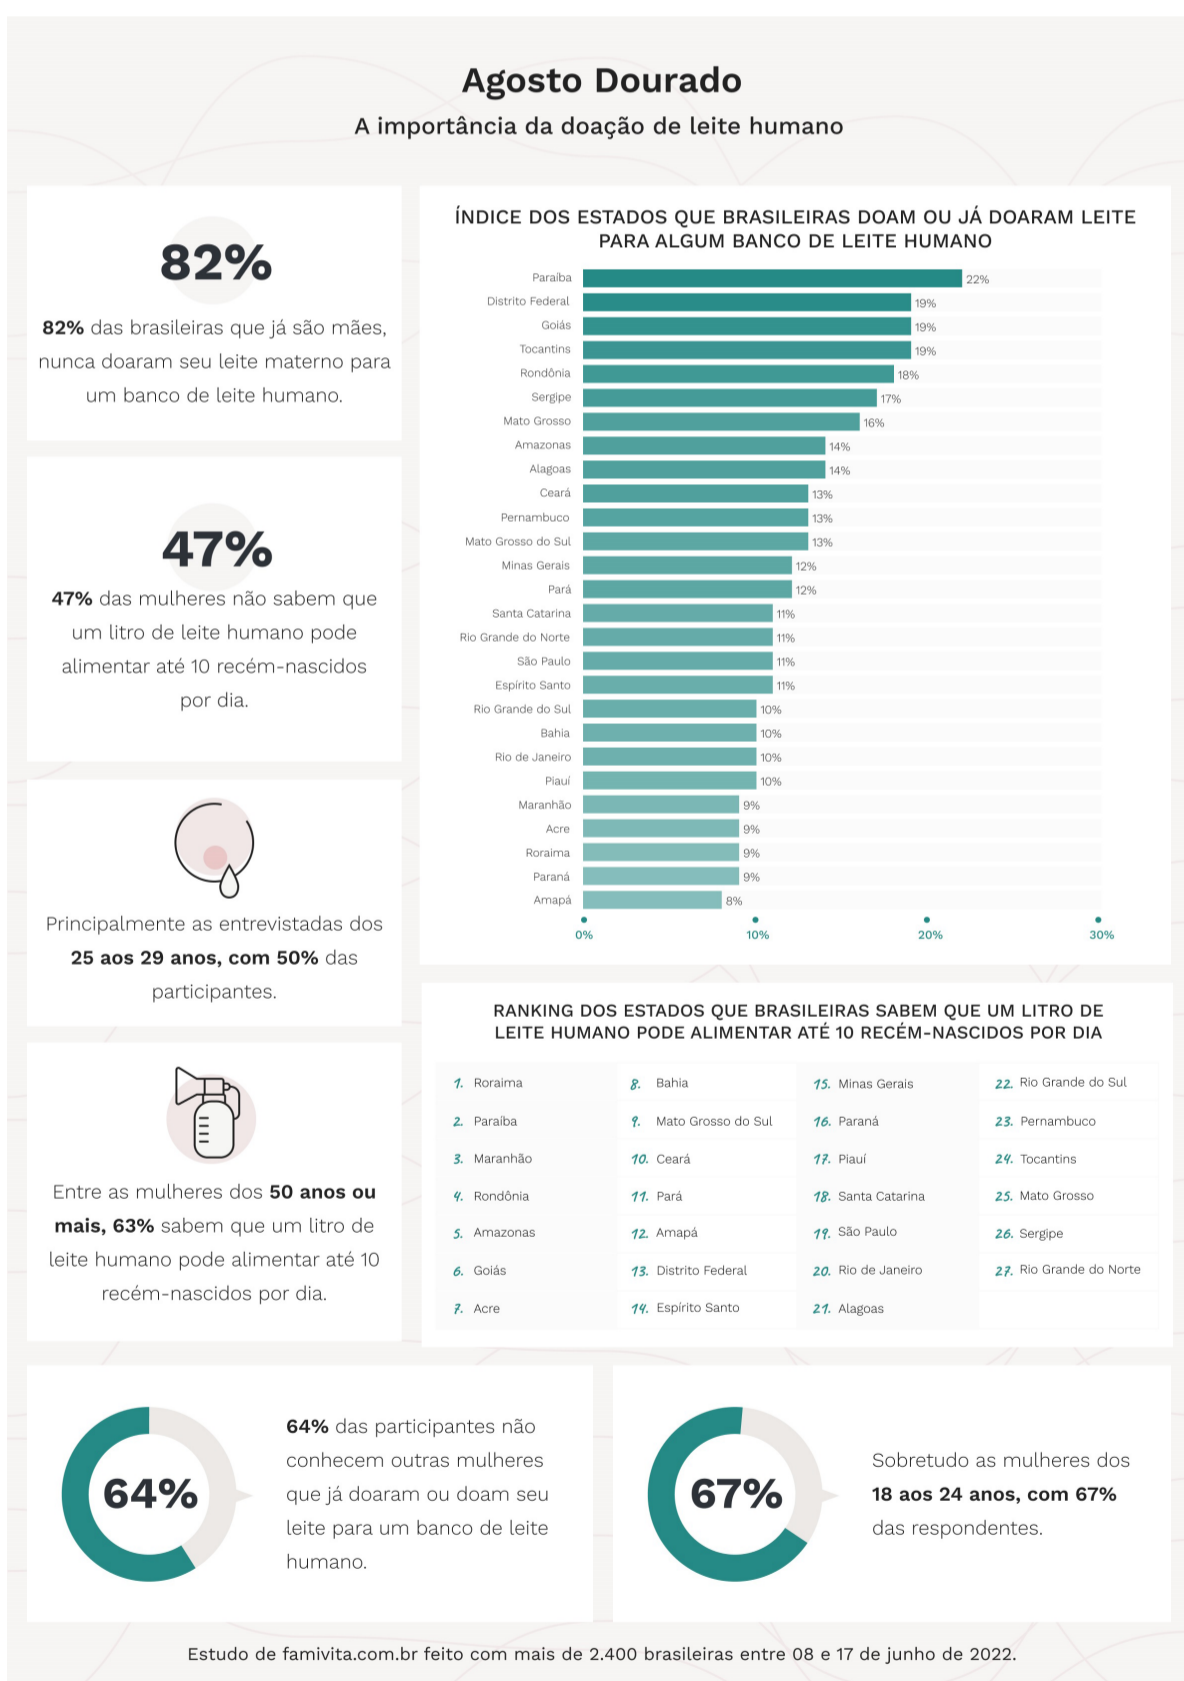 Agosto Dourado
A importância da doação de leite humano
82%
82% das brasileiras que já são mães,
nunca doaram seu leite materno para
um banco de leite humano.
47%
47% das mulheres não sabem que
um litro de leite humano pode
alimentar até 10 recém-nascidos
por dia.
Principalmente as entrevistadas dos
25 aos 29 anos, com 50% das
participantes.
Entre as mulheres dos 50 anos ou
mais, 63% sabem que um litro de
leite humano pode alimentar até 10
recém-nascidos por dia.
ÍNDICE DOS ESTADOS QUE BRASILEIRAS DOAM OU JÁ DOARAM LEITE
PARA ALGUM BANCO DE LEITE HUMANO
Paraíba 22%
Distrito Federal 19%
Goiás 19%
Tocantins 19%
Rondônia 18%
Sergipe 17%
Mato Grosso 16%
Amazonas 14%
Alagoas 14%
Ceará 13%
Pernambuco 13%
Mato Grosso do Sul 13%
Minas Gerais 12%
Pará 12%
Santa Catarina 11%
Rio Grande do Norte 11%
São Paulo 11%
Espírito Santo 11%
Rio Grande do Sul 10%
Bahia 10%
Rio de Janeiro 10%
Piauí 10%
Maranhão 9%
Acre 9%
Roraima 9%
Paraná 9%
Amapá 8%
0% 10% 20% 30%
RANKING DOS ESTADOS QUE BRASILEIRAS SABEM QUE UM LITRO DE
LEITE HUMANO PODE ALIMENTAR ATÉ 10 RECÉM-NASCIDOS POR DIA
1. Roraima
2. Paraíba
3. Maranhão
4. Rondônia
5. Amazonas
6. Goiás
7. Acre
8. Bahia
9. Mato Grosso do Sul
10. Ceará
11. Pará
12. Amapá
13. Distrito Federal
14. Espírito Santo
15. Minas Gerais
16. Paraná
17. Piauí
18. Santa Catarina
19. São Paulo
20. Rio de Janeiro
21. Alagoas
22. Rio Grande do Sul
23. Pernambuco
24. Tocantins
25. Mato Grosso
26. Sergipe
27. Rio Grande do Norte
64%
64% das participantes não
conhecem outras mulheres
que já doaram ou doam seu
leite para um banco de leite
humano.
67%
Sobretudo as mulheres dos
18 aos 24 anos, com 67%
das respondentes.
Estudo de famivita.com.br feito com mais de 2.400 brasileiras entre 08 e 17 de junho de 2022.